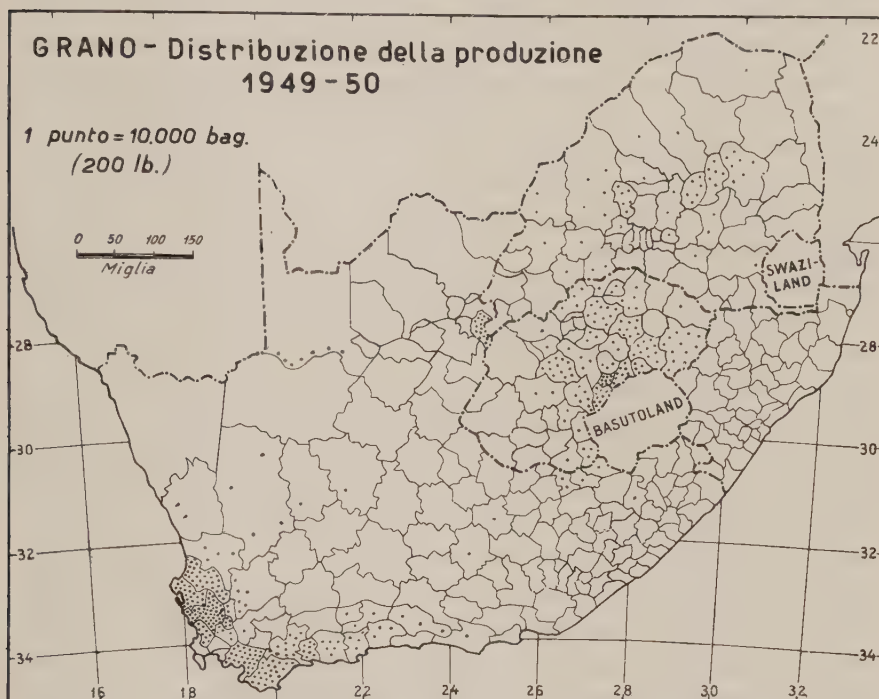 GRANO - Distribuzione della produzione
1949 - 50
1 punto = 10.000 bag.
(200 lb.)
0 50 100 150
Miglia
22
24
SWAZI-
LAND
28
28
BASUTOLAND
30
30
32
32
34
34
16 18 20 22 24 26 28 30 32